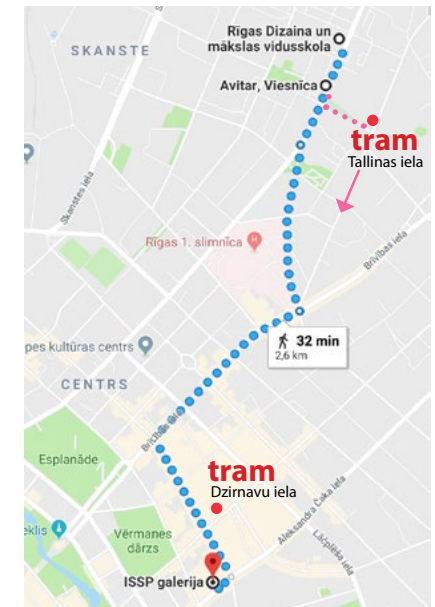 Rīgas Dizaina un
mākslas vidusskola
SKANSTE
Avitar, Viesnīca
tram
Tallinas iela
Skanstes iela
Rīgas 1. slimnīca
H
Brīvības iela
32 min
2,6 km
pes kultūras centrs
CENTRS
Brīvības iela
Esplanāde
tram
Dzirnavu iela
Aleksandra Čaka iela
Lāčplēša iela
eklis
Vērmanes
dārzs
ISSP galerija